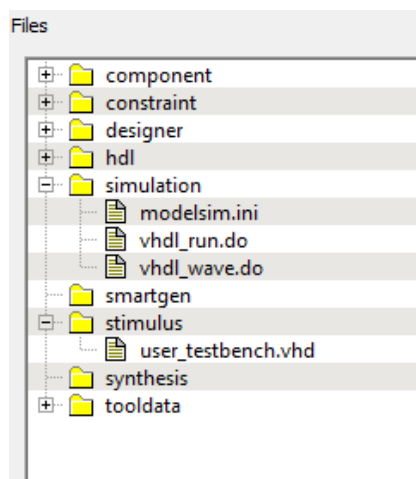 Files
component
constraint
designer
hdl
simulation
modelsim.ini
vhdl_run.do
vhdl_wave.do
smartgen
stimulus
user_testbench.vhd
synthesis
tooldata